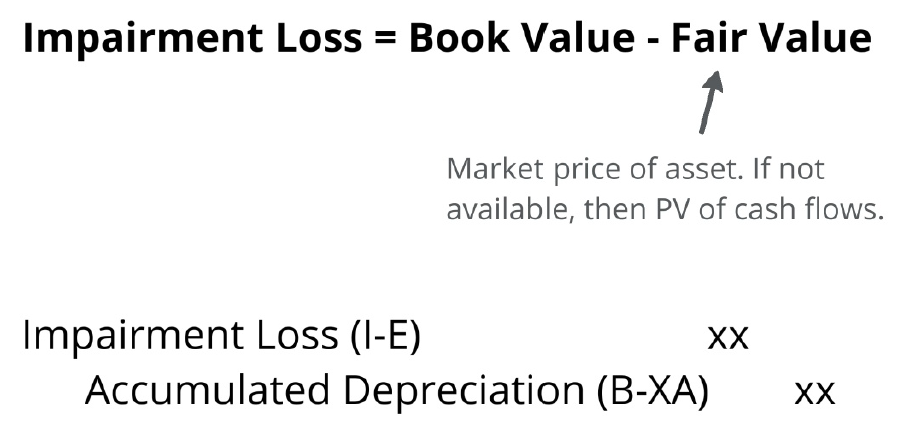 Impairment Loss = Book Value - Fair Value
Market price of asset. If not
available, then PV of cash flows.
Impairment Loss (I-E) xx
Accumulated Depreciation (B-XA) xx